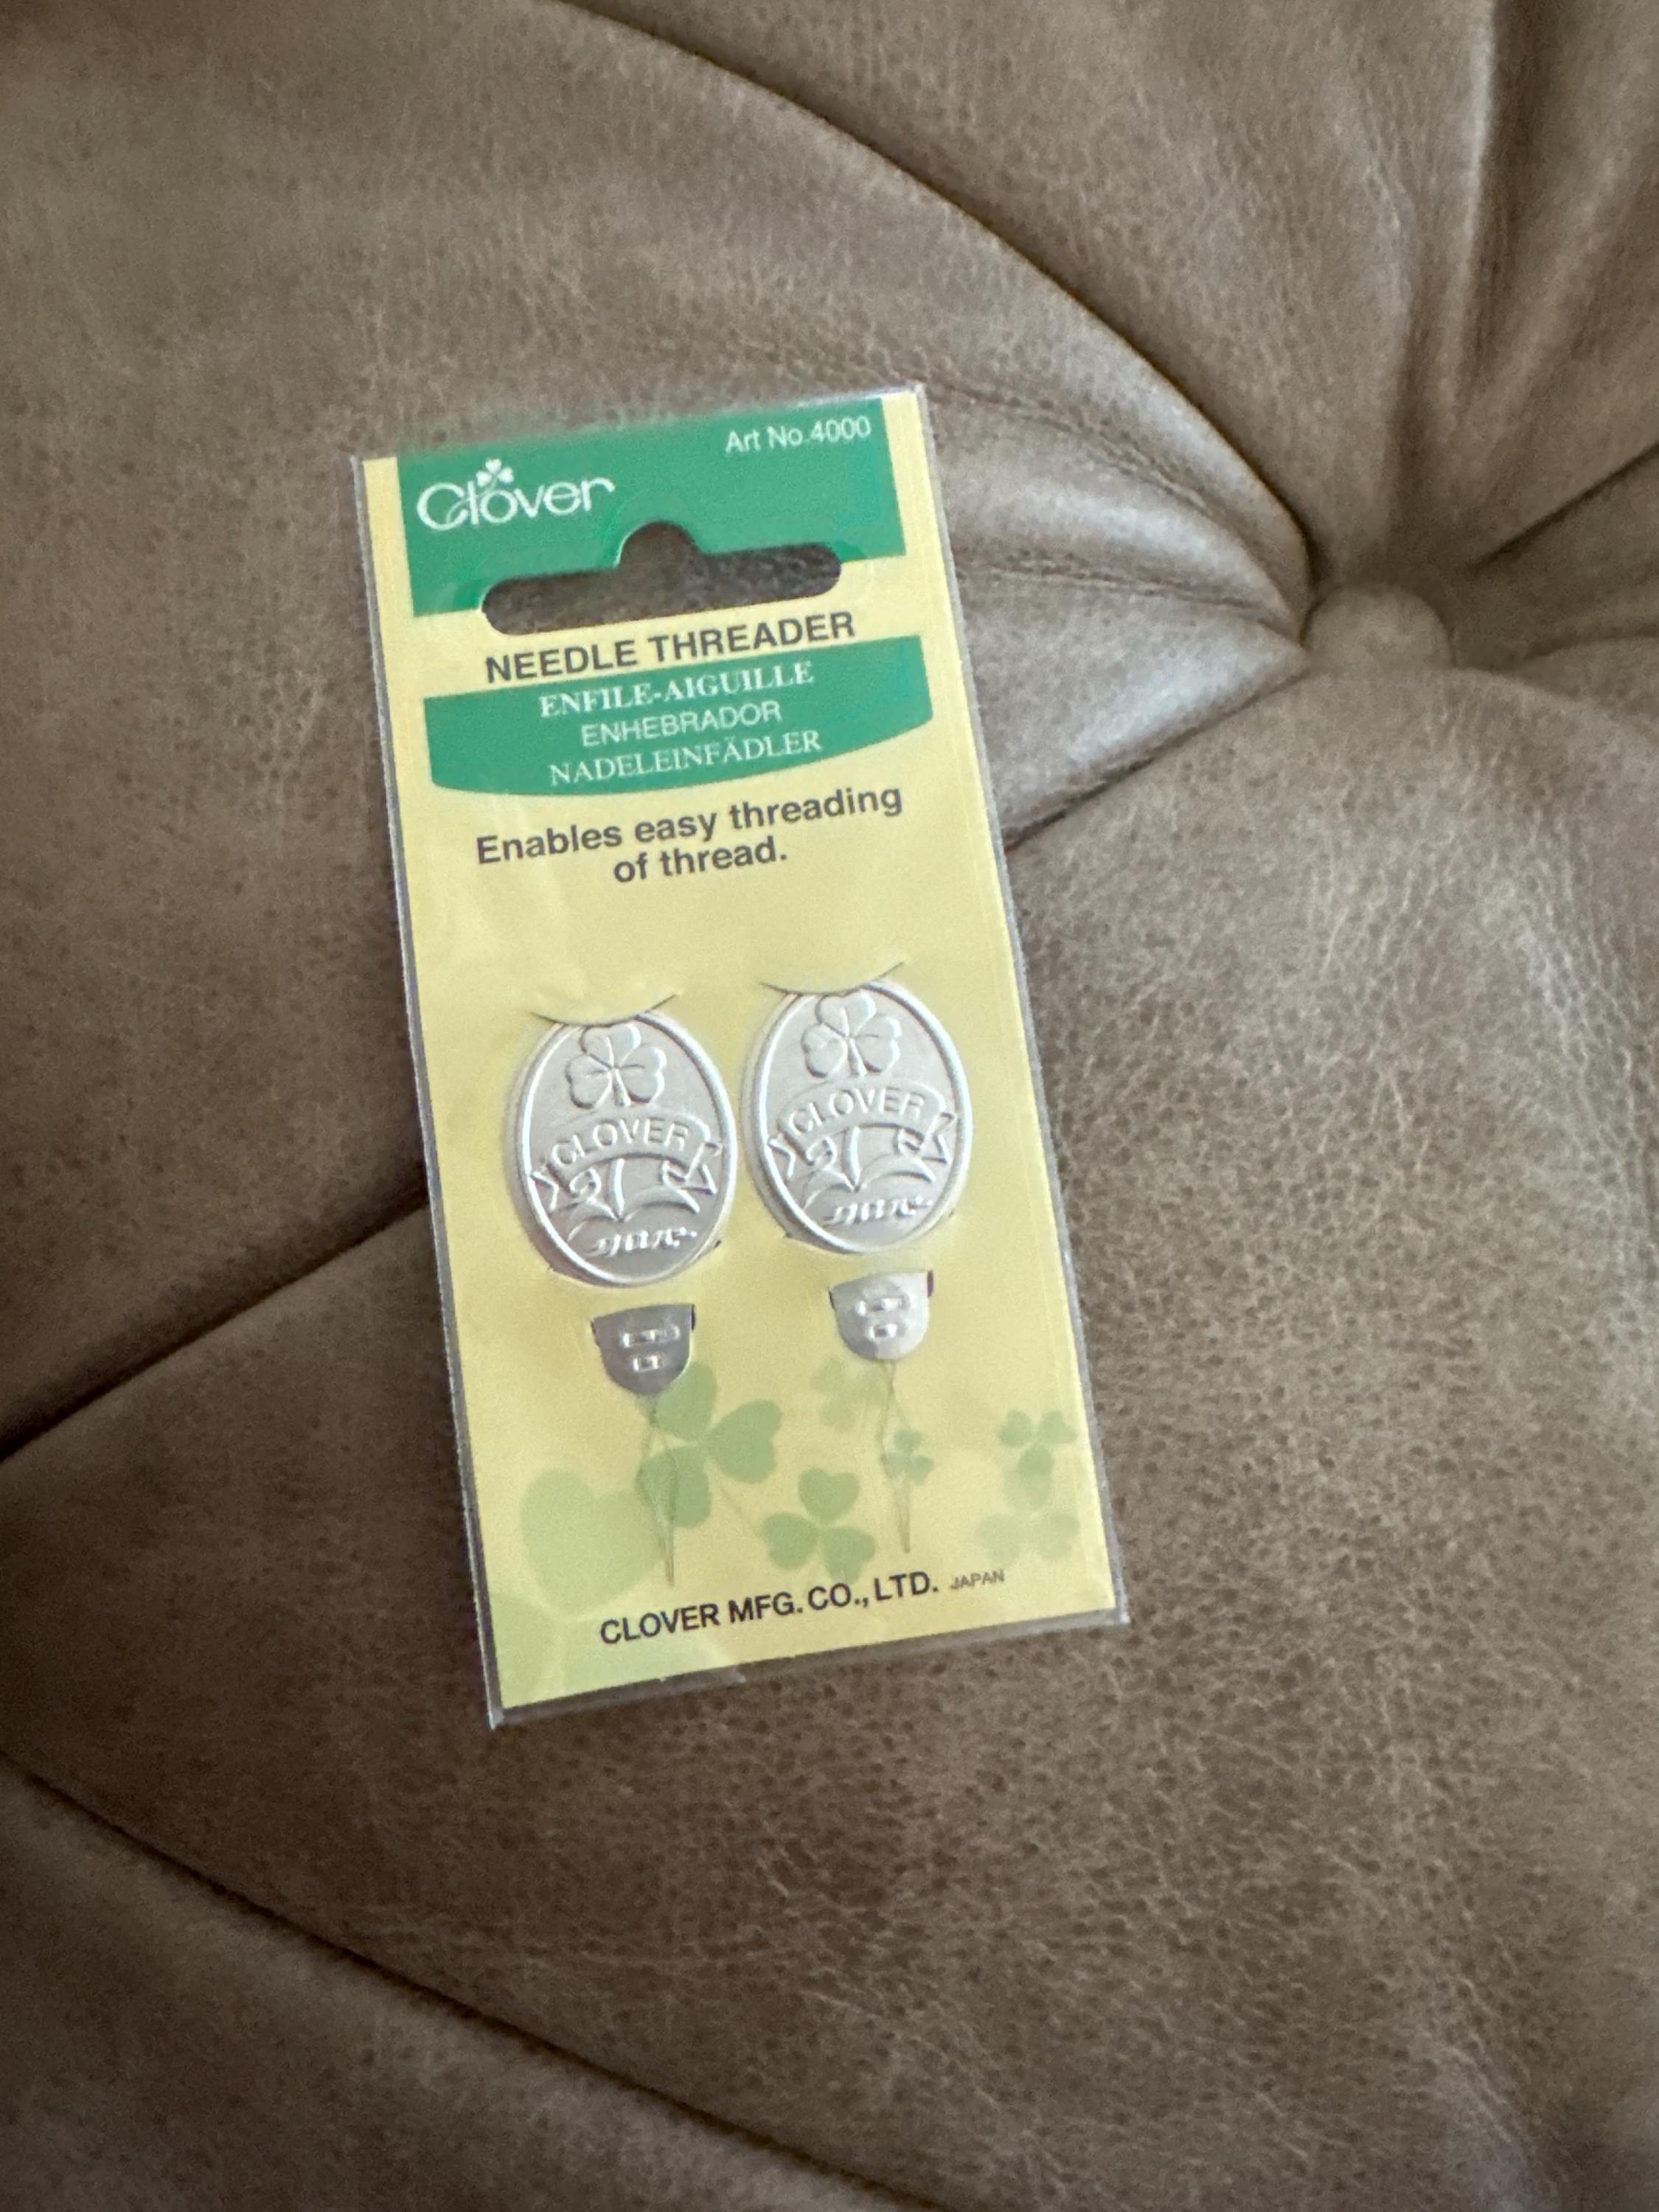 Art No.4000
Clover
NEEDLE THREADER
ENFILE-AIGUILLE
ENHEBRADOR
NADELEINFÄDLER
Enables easy threading
of thread.
CLOVER
CLOVER
CLOVER MFG. CO., LTD. JAPAN